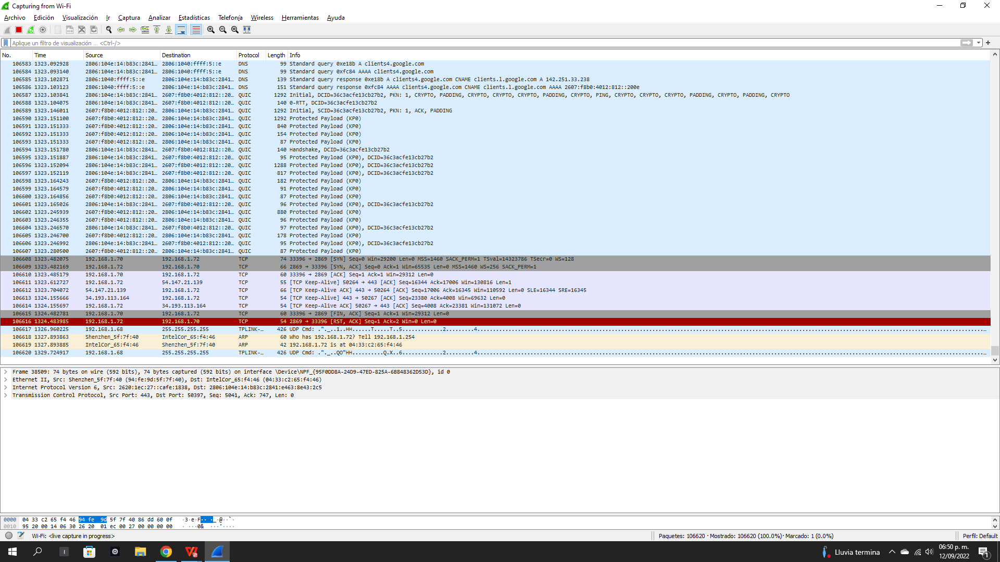 Capturing from Wi-Fi
Archivo Edición Visualización Ir Captura Analizar Estadísticas Telefonía Wireless Herramientas Ayuda
Aplique un filtro de visualización ... <Ctrl-/>
No. Time Source Destination Protocol Length Info
106583 1323.092928 2806:104e:14:b83c:2841… 2806:1040:ffff:5::e DNS 99 Standard query 0xe18b A clients4.google.com
106584 1323.093140 2806:104e:14:b83c:2841… 2806:1040:ffff:5::e DNS 99 Standard query 0xfc84 AAAA clients4.google.com
106585 1323.102871 2806:1040:ffff:5::e 2806:104e:14:b83c:2841… DNS 139 Standard query response 0xe18b A clients4.google.com CNAME clients.l.google.com A 142.251.33.238
106586 1323.103123 2806:1040:ffff:5::e 2806:104e:14:b83c:2841… DNS 151 Standard query response 0xfc84 AAAA clients4.google.com CNAME clients.l.google.com AAAA 2607:f8b0:4012:812::200e
106587 1323.103841 2806:104e:14:b83c:2841… 2607:f8b0:4012:812::20… QUIC 1292 Initial, DCID=36c3acfe13cb27b2, PKN: 1, CRYPTO, PADDING, CRYPTO, CRYPTO, CRYPTO, PADDING, CRYPTO, PING, CRYPTO, CRYPTO, CRYPTO, PADDING, CRYPTO, PADDING, CRYPTO
106588 1323.104075 2806:104e:14:b83c:2841… 2607:f8b0:4012:812::20… QUIC 140 0-RTT, DCID=36c3acfe13cb27b2
106589 1323.146011 2607:f8b0:4012:812::20… 2806:104e:14:b83c:2841… QUIC 1292 Initial, SCID=36c3acfe13cb27b2, PKN: 1, ACK, PADDING
106590 1323.151100 2607:f8b0:4012:812::20… 2806:104e:14:b83c:2841… QUIC 1292 Protected Payload (KP0)
106591 1323.151333 2607:f8b0:4012:812::20… 2806:104e:14:b83c:2841… QUIC 840 Protected Payload (KP0)
106592 1323.151333 2607:f8b0:4012:812::20… 2806:104e:14:b83c:2841… QUIC 154 Protected Payload (KP0)
106593 1323.151333 2607:f8b0:4012:812::20… 2806:104e:14:b83c:2841… QUIC 87 Protected Payload (KP0)
106594 1323.151780 2806:104e:14:b83c:2841… 2607:f8b0:4012:812::20… QUIC 140 Handshake, DCID=36c3acfe13cb27b2
106595 1323.151887 2806:104e:14:b83c:2841… 2607:f8b0:4012:812::20… QUIC 95 Protected Payload (KP0), DCID=36c3acfe13cb27b2
106596 1323.152094 2806:104e:14:b83c:2841… 2607:f8b0:4012:812::20… QUIC 1288 Protected Payload (KP0), DCID=36c3acfe13cb27b2
106597 1323.152119 2806:104e:14:b83c:2841… 2607:f8b0:4012:812::20… QUIC 817 Protected Payload (KP0), DCID=36c3acfe13cb27b2
106598 1323.164243 2607:f8b0:4012:812::20… 2806:104e:14:b83c:2841… QUIC 182 Protected Payload (KP0)
106599 1323.164579 2607:f8b0:4012:812::20… 2806:104e:14:b83c:2841… QUIC 91 Protected Payload (KP0)
106600 1323.164856 2607:f8b0:4012:812::20… 2806:104e:14:b83c:2841… QUIC 87 Protected Payload (KP0)
106601 1323.165026 2806:104e:14:b83c:2841… 2607:f8b0:4012:812::20… QUIC 96 Protected Payload (KP0), DCID=36c3acfe13cb27b2
106602 1323.245939 2607:f8b0:4012:812::20… 2806:104e:14:b83c:2841… QUIC 880 Protected Payload (KP0)
106603 1323.246355 2607:f8b0:4012:812::20… 2806:104e:14:b83c:2841… QUIC 96 Protected Payload (KP0)
106604 1323.246570 2806:104e:14:b83c:2841… 2607:f8b0:4012:812::20… QUIC 97 Protected Payload (KP0), DCID=36c3acfe13cb27b2
106605 1323.246700 2607:f8b0:4012:812::20… 2806:104e:14:b83c:2841… QUIC 178 Protected Payload (KP0)
106606 1323.246992 2806:104e:14:b83c:2841… 2607:f8b0:4012:812::20… QUIC 95 Protected Payload (KP0), DCID=36c3acfe13cb27b2
106607 1323.280500 2607:f8b0:4012:812::20… 2806:104e:14:b83c:2841… QUIC 87 Protected Payload (KP0)
106608 1323.482075 192.168.1.70 192.168.1.72 TCP 74 33396 → 2869 [SYN] Seq=0 Win=29200 Len=0 MSS=1460 SACK_PERM=1 TSval=14323786 TSecr=0 WS=128
106609 1323.482169 192.168.1.72 192.168.1.70 TCP 66 2869 → 33396 [SYN, ACK] Seq=0 Ack=1 Win=65535 Len=0 MSS=1460 WS=256 SACK_PERM=1
106610 1323.485179 192.168.1.70 192.168.1.72 TCP 60 33396 → 2869 [ACK] Seq=1 Ack=1 Win=29312 Len=0
106611 1323.612727 192.168.1.72 54.147.21.139 TCP 55 [TCP Keep-Alive] 50264 → 443 [ACK] Seq=16344 Ack=17006 Win=130816 Len=1
106612 1323.704072 54.147.21.139 192.168.1.72 TCP 66 [TCP Keep-Alive ACK] 443 → 50264 [ACK] Seq=17006 Ack=16345 Win=110592 Len=0 SLE=16344 SRE=16345
106613 1324.155666 34.193.113.164 192.168.1.72 TCP 54 [TCP Keep-Alive] 443 → 50267 [ACK] Seq=23380 Ack=4008 Win=69632 Len=0
106614 1324.155697 192.168.1.72 34.193.113.164 TCP 54 [TCP Keep-Alive ACK] 50267 → 443 [ACK] Seq=4008 Ack=23381 Win=131072 Len=0
106615 1324.482781 192.168.1.70 192.168.1.72 TCP 60 33396 → 2869 [FIN, ACK] Seq=1 Ack=1 Win=29312 Len=0
106616 1324.483985 192.168.1.72 192.168.1.70 TCP 54 2869 → 33396 [RST, ACK] Seq=1 Ack=2 Win=0 Len=0
106617 1326.960225 192.168.1.68 255.255.255.255 TPLINK-… 426 UDP Cmd: ."._..1..HH......T.....T..5.............2.........4.…
106618 1327.893863 Shenzhen_5f:7f:40 IntelCor_65:f4:46 ARP 60 Who has 192.168.1.72? Tell 192.168.1.254
106619 1327.893885 IntelCor_65:f4:46 Shenzhen_5f:7f:40 ARP 42 192.168.1.72 is at 04:33:c2:65:f4:46
106620 1329.724917 192.168.1.68 255.255.255.255 TPLINK-… 426 UDP Cmd: ."._..QO"HH..........Q.X..6.............2.........4.…
Frame 38509: 74 bytes on wire (592 bits), 74 bytes captured (592 bits) on interface \Device\NPF_{95F0DD8A-24D9-47ED-825A-6B848362D53D}, id 0
Ethernet II, Src: Shenzhen_5f:7f:40 (94:fe:9d:5f:7f:40), Dst: IntelCor_65:f4:46 (04:33:c2:65:f4:46)
Internet Protocol Version 6, Src: 2620:1ec:27::cafe:1838, Dst: 2806:104e:14:b83c:2841:e463:8e43:2c5
Transmission Control Protocol, Src Port: 443, Dst Port: 50397, Seq: 5041, Ack: 747, Len: 0
0000 04 33 c2 65 f4 46 94 fe 9d 5f 7f 40 86 dd 60 0f ·3·e·F·· ·_·@··`·
0010 95 20 00 14 06 30 26 20 01 ec 00 27 00 00 00 00 · ···0& ···'····
Wi-Fi: <live capture in progress> Paquetes: 106620 · Mostrado: 106620 (100.0%) · Marcado: 1 (0.0%) Perfil: Default
Lluvia termina 06:50 p. m.
12/09/2022 1